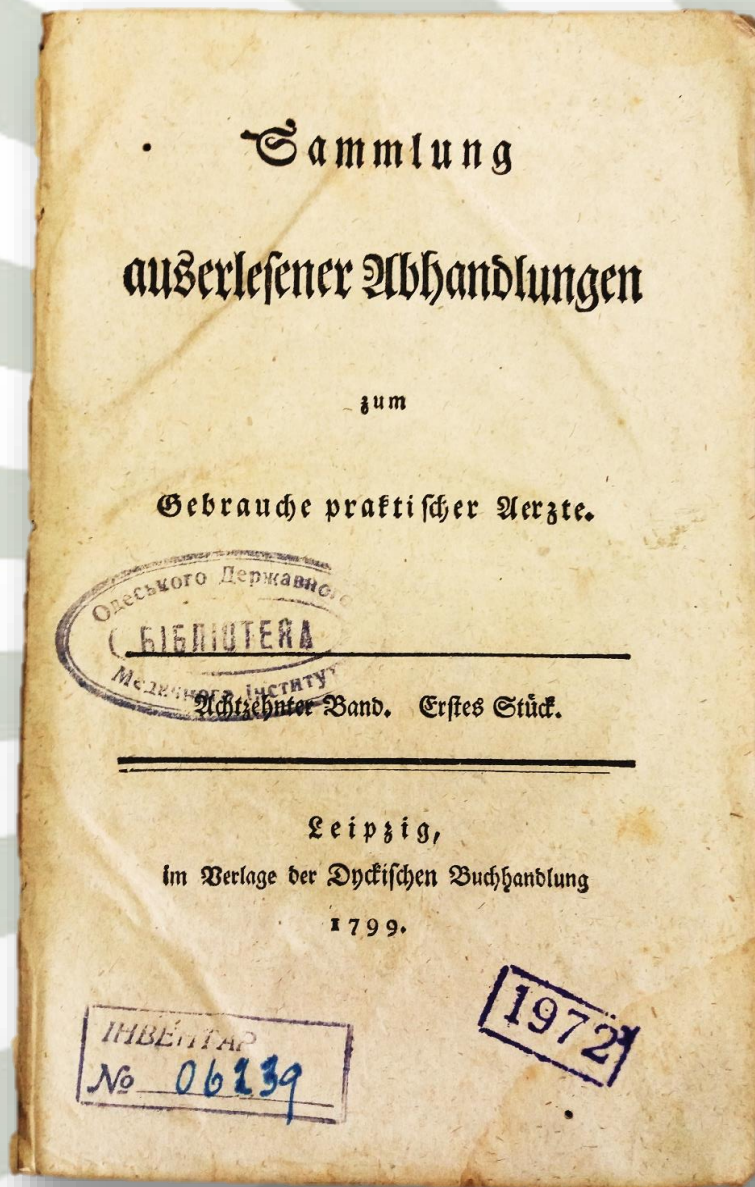 Sammlung
auserlesener Abhandlungen
zum
Gebrauche praktischer Aerzte.
Одеського Державного
БІБЛІОТЕКА
Медичного Інституту
Achtzehnter Band. Erstes Stück.
Leipzig,
im Verlage der Dyckischen Buchhandlung
1799.
1972
ІНВЕНТАР
№ 06239